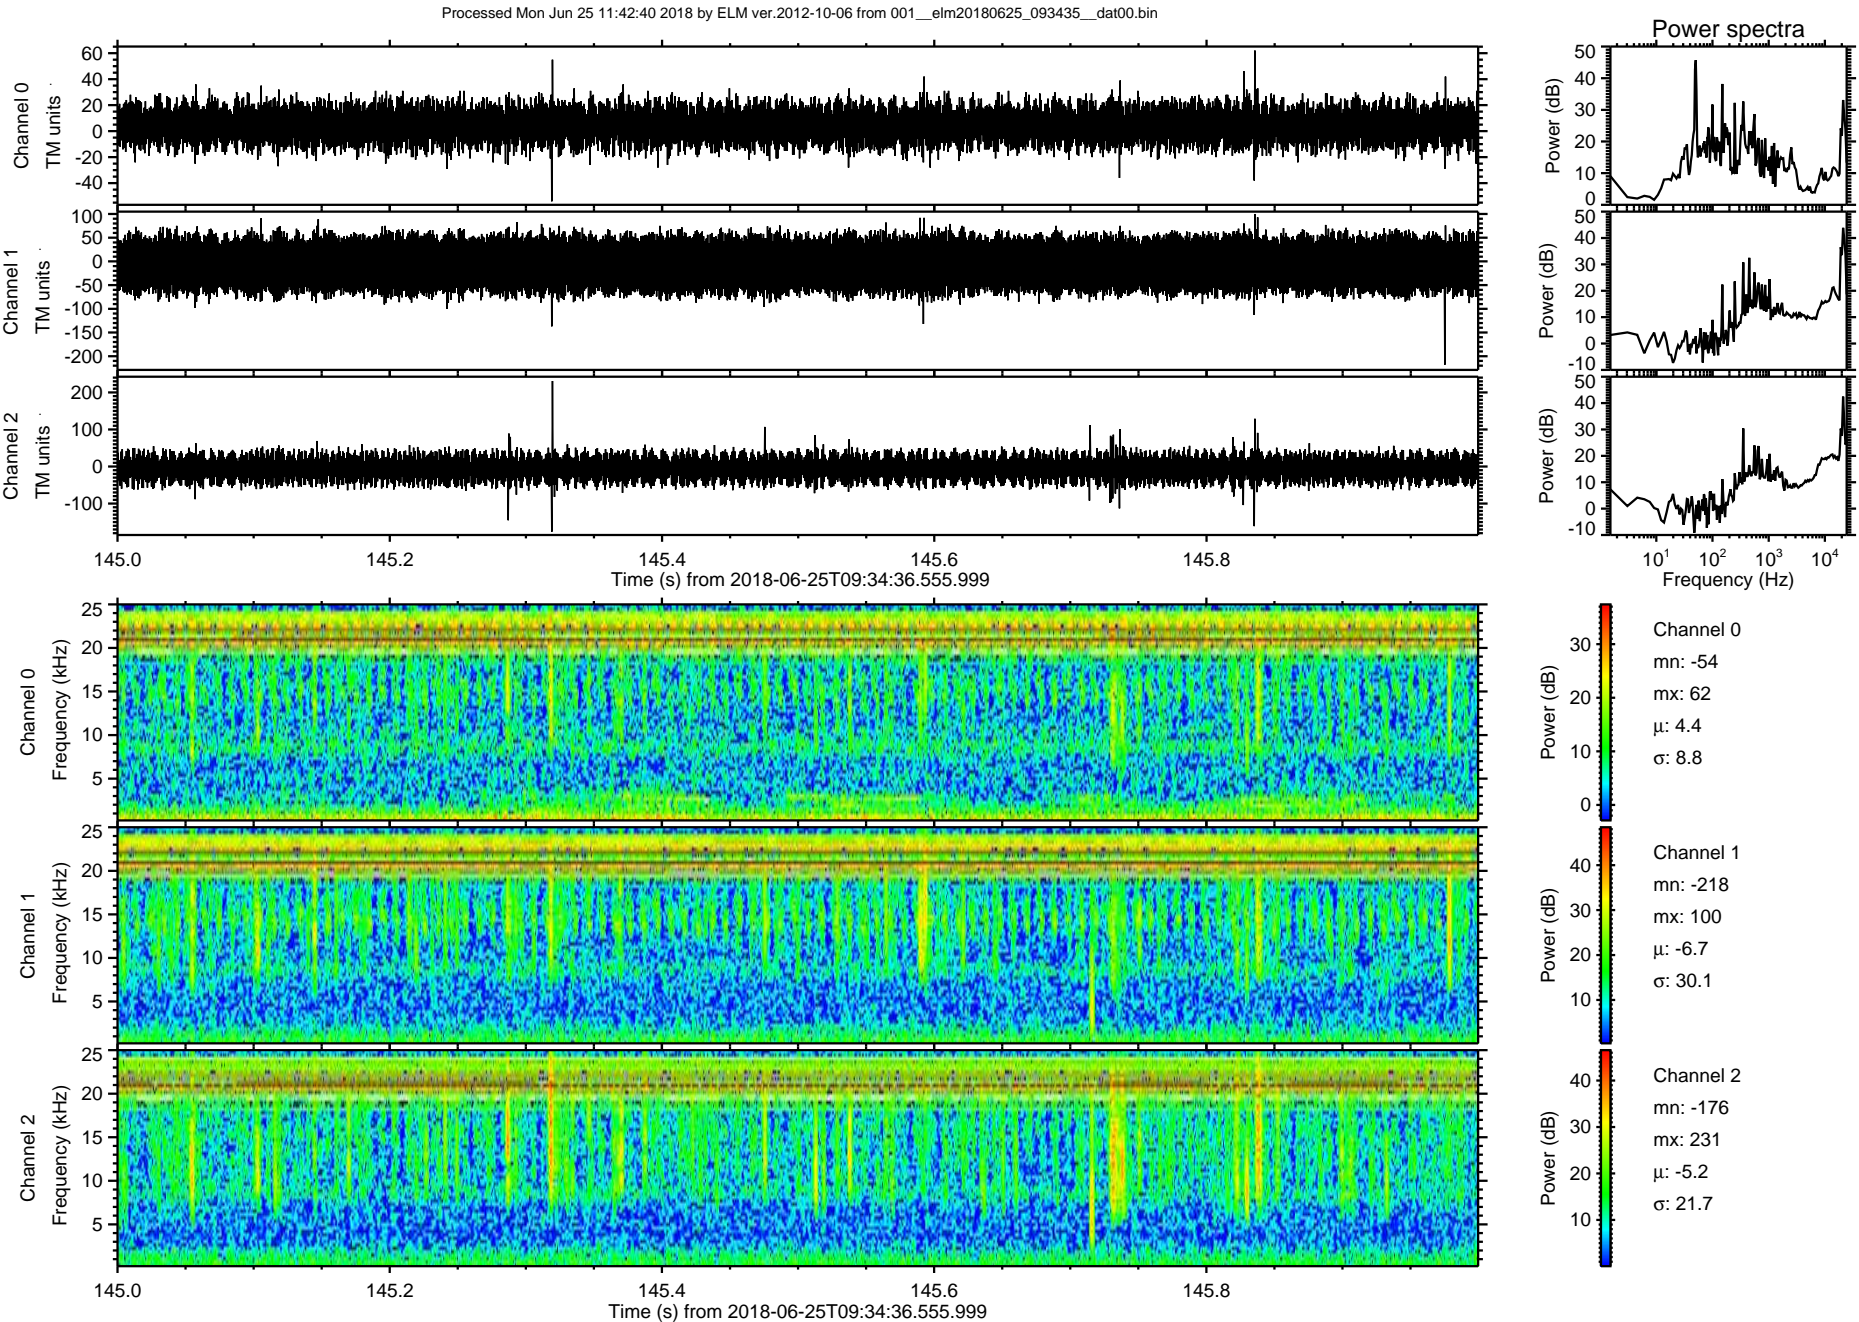 Processed Mon Jun 25 11:42:40 2018 by ELM ver.2012-10-06 from 001__elm20180625_093435__dat00.bin
Power spectra
Channel 0
TM units
60
40
20
0
-20
-40
Power (dB)
50
40
30
20
10
0
Channel 1
TM units
100
50
0
-50
-100
-150
-200
Power (dB)
50
40
30
20
10
0
-10
Channel 2
TM units
200
100
0
-100
Power (dB)
50
40
30
20
10
0
-10
145.0 145.2 145.4 145.6 145.8
Time (s) from 2018-06-25T09:34:36.555.999
10¹ 10² 10³ 10⁴
Frequency (Hz)
Channel 0
Frequency (kHz)
25
20
15
10
5
Power (dB)
30
20
10
0
Channel 0
mn: -54
mx: 62
μ: 4.4
σ: 8.8
Channel 1
Frequency (kHz)
25
20
15
10
5
Power (dB)
40
30
20
10
Channel 1
mn: -218
mx: 100
μ: -6.7
σ: 30.1
Channel 2
Frequency (kHz)
25
20
15
10
5
Power (dB)
40
30
20
10
Channel 2
mn: -176
mx: 231
μ: -5.2
σ: 21.7
145.0 145.2 145.4 145.6 145.8
Time (s) from 2018-06-25T09:34:36.555.999